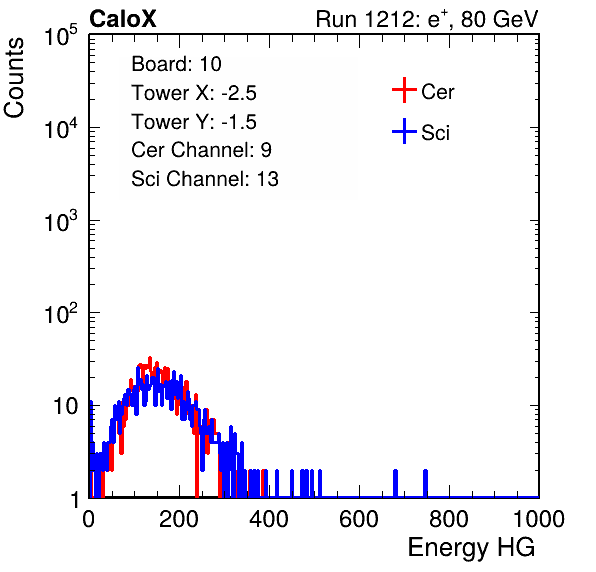 CaloX Run 1212: e⁺, 80 GeV
Counts
10⁵
10⁴
10³
10²
10
1
Board: 10
Tower X: -2.5
Tower Y: -1.5
Cer Channel: 9
Sci Channel: 13
Cer
Sci
0 200 400 600 800 1000
Energy HG